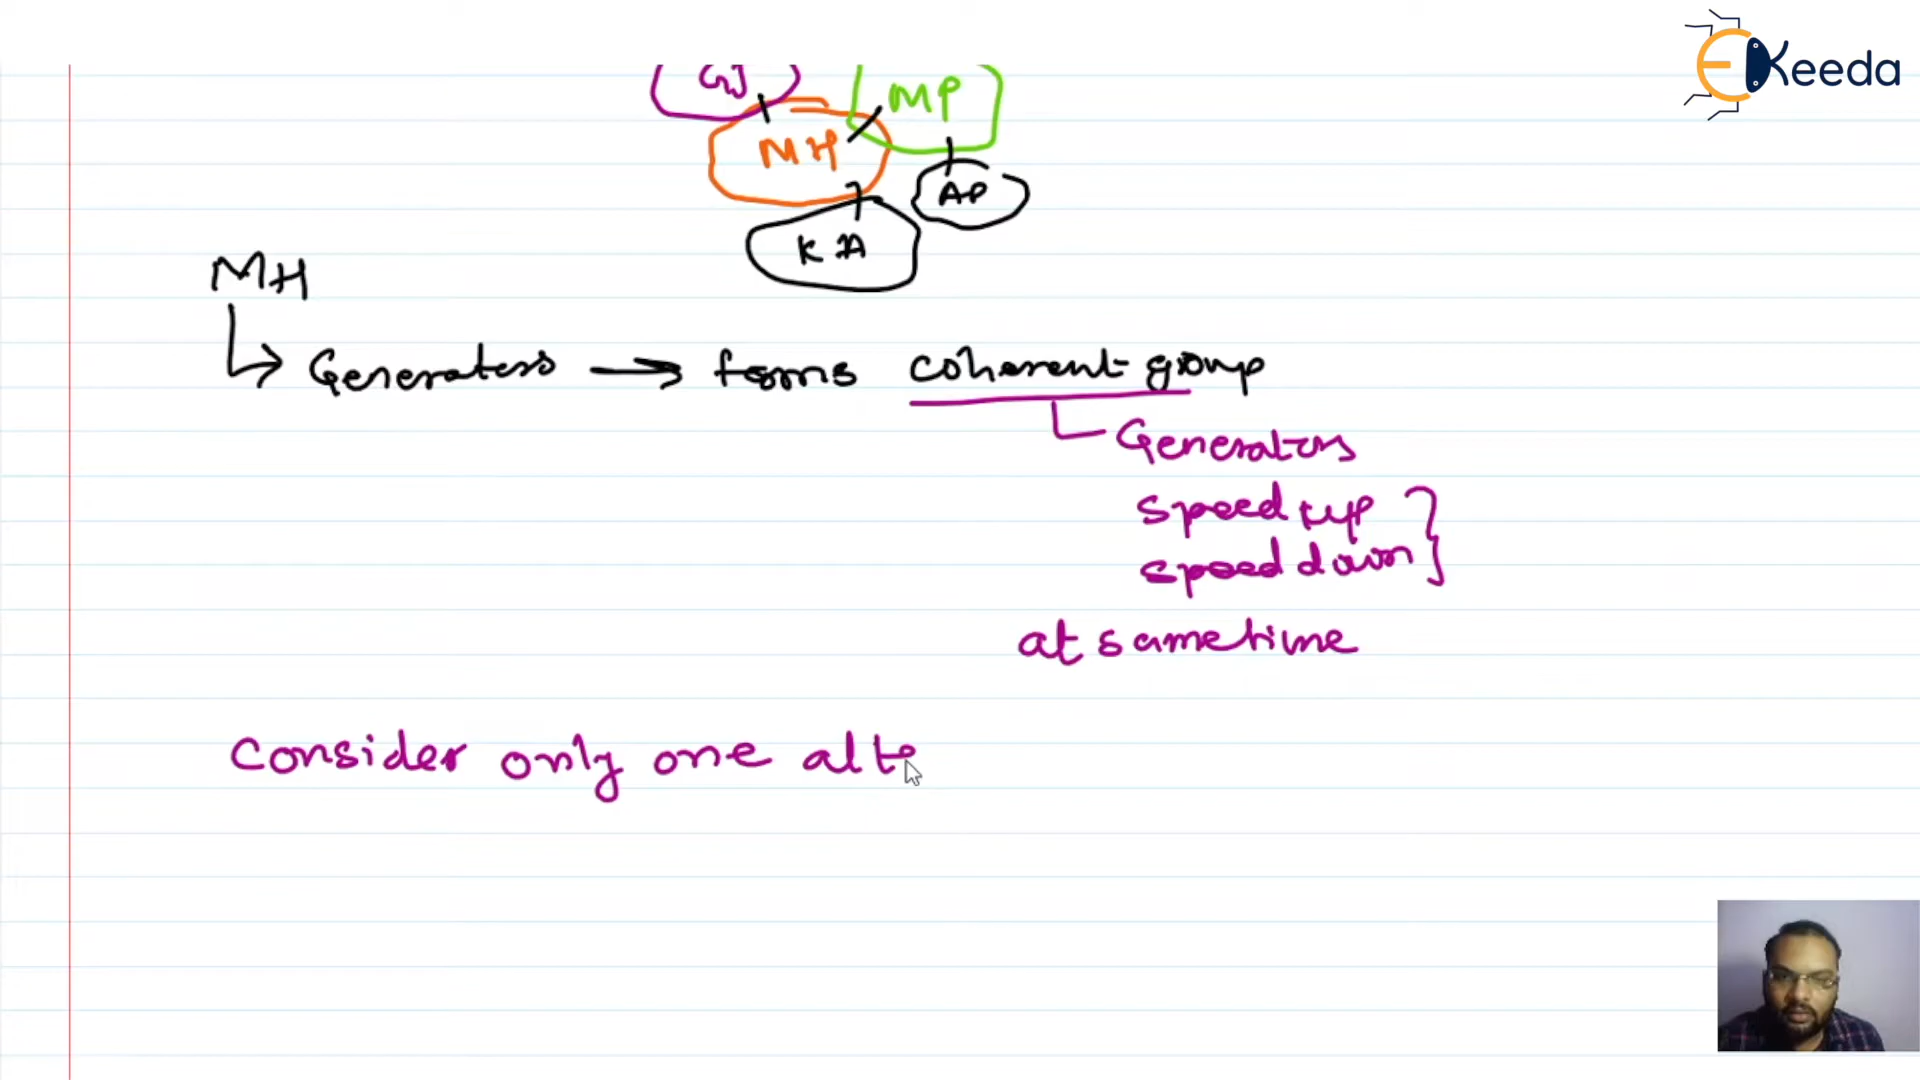 GJ MP
MH
AP
KA
MH
Generators → forms coherent group
Generators
speed up
speed down
at same time
Consider only one alte
EKeeda